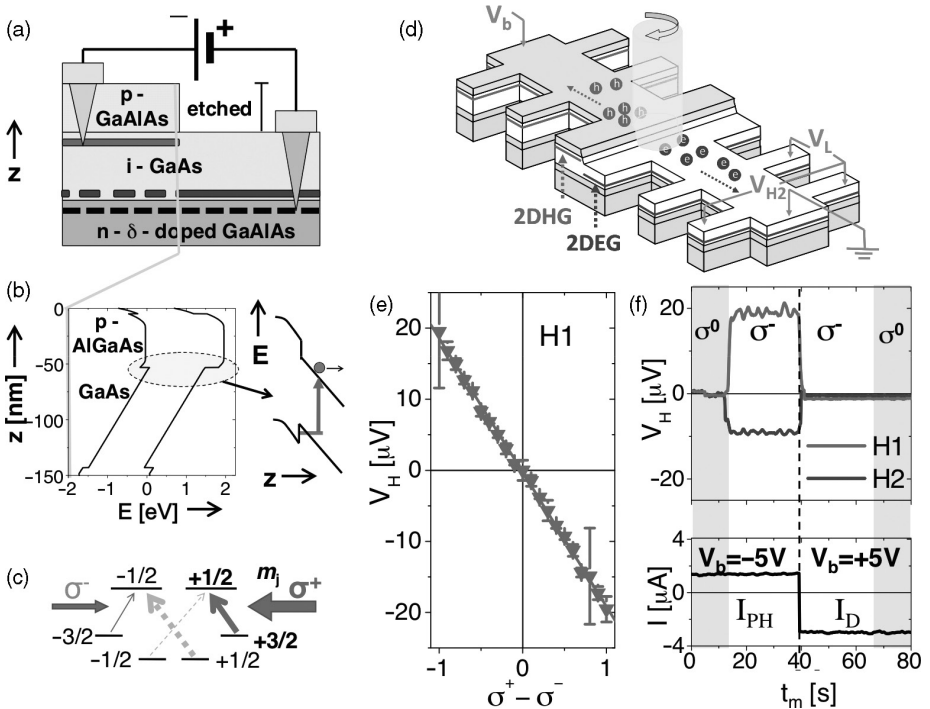 (a)
− +
p -
GaAlAs
etched
z
i - GaAs
n - δ - doped GaAlAs
(b)
0
−50
−100
−150
z [nm]
p -
AlGaAs
GaAs
−2 −1 0 1 2
E [eV]
E
z
(c)
σ⁻ −1/2 +1/2 mⱼ σ⁺
−3/2 +3/2
−1/2 +1/2
(d)
V_b
h h
h h h
h
e
e e
e e
e
V_L
V_H2
2DHG
2DEG
(e)
H1
20
10
0
-10
-20
V_H [µV]
-1 0 1
σ⁺ − σ⁻
(f)
20
0
-20
V_H [µV]
σ⁰ σ⁻ σ⁻ σ⁰
H1
H2
4
0
-4
I [µA]
V_b=−5V V_b=+5V
I_PH I_D
0 20 40 60 80
t_m [s]